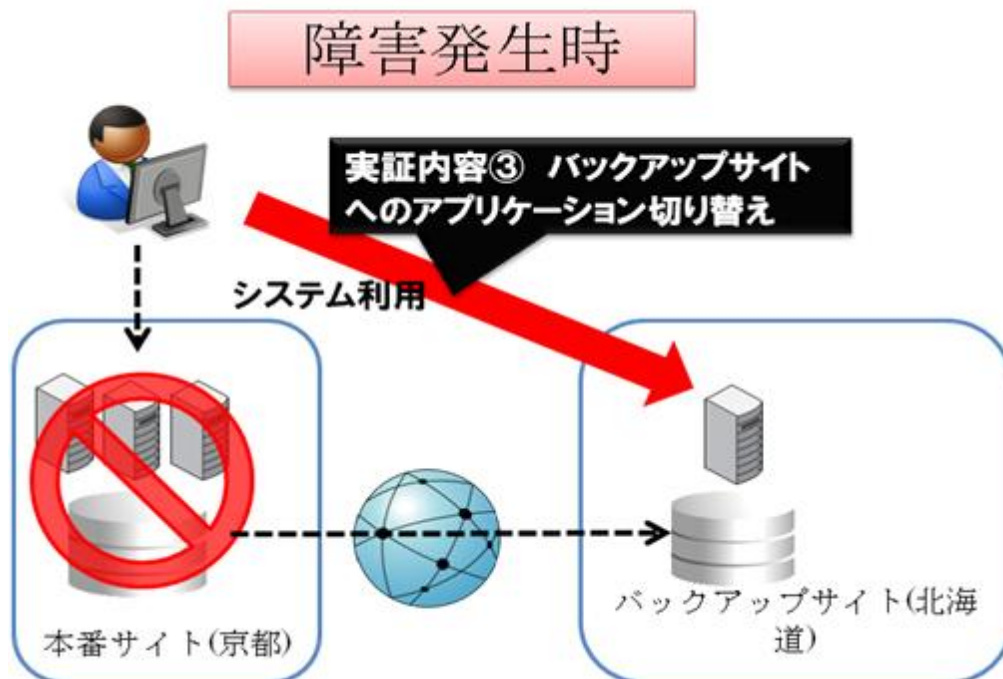 障害発生時
実証内容③ バックアップサイト
へのアプリケーション切り替え
システム利用
本番サイト(京都)
バックアップサイト(北海
道)